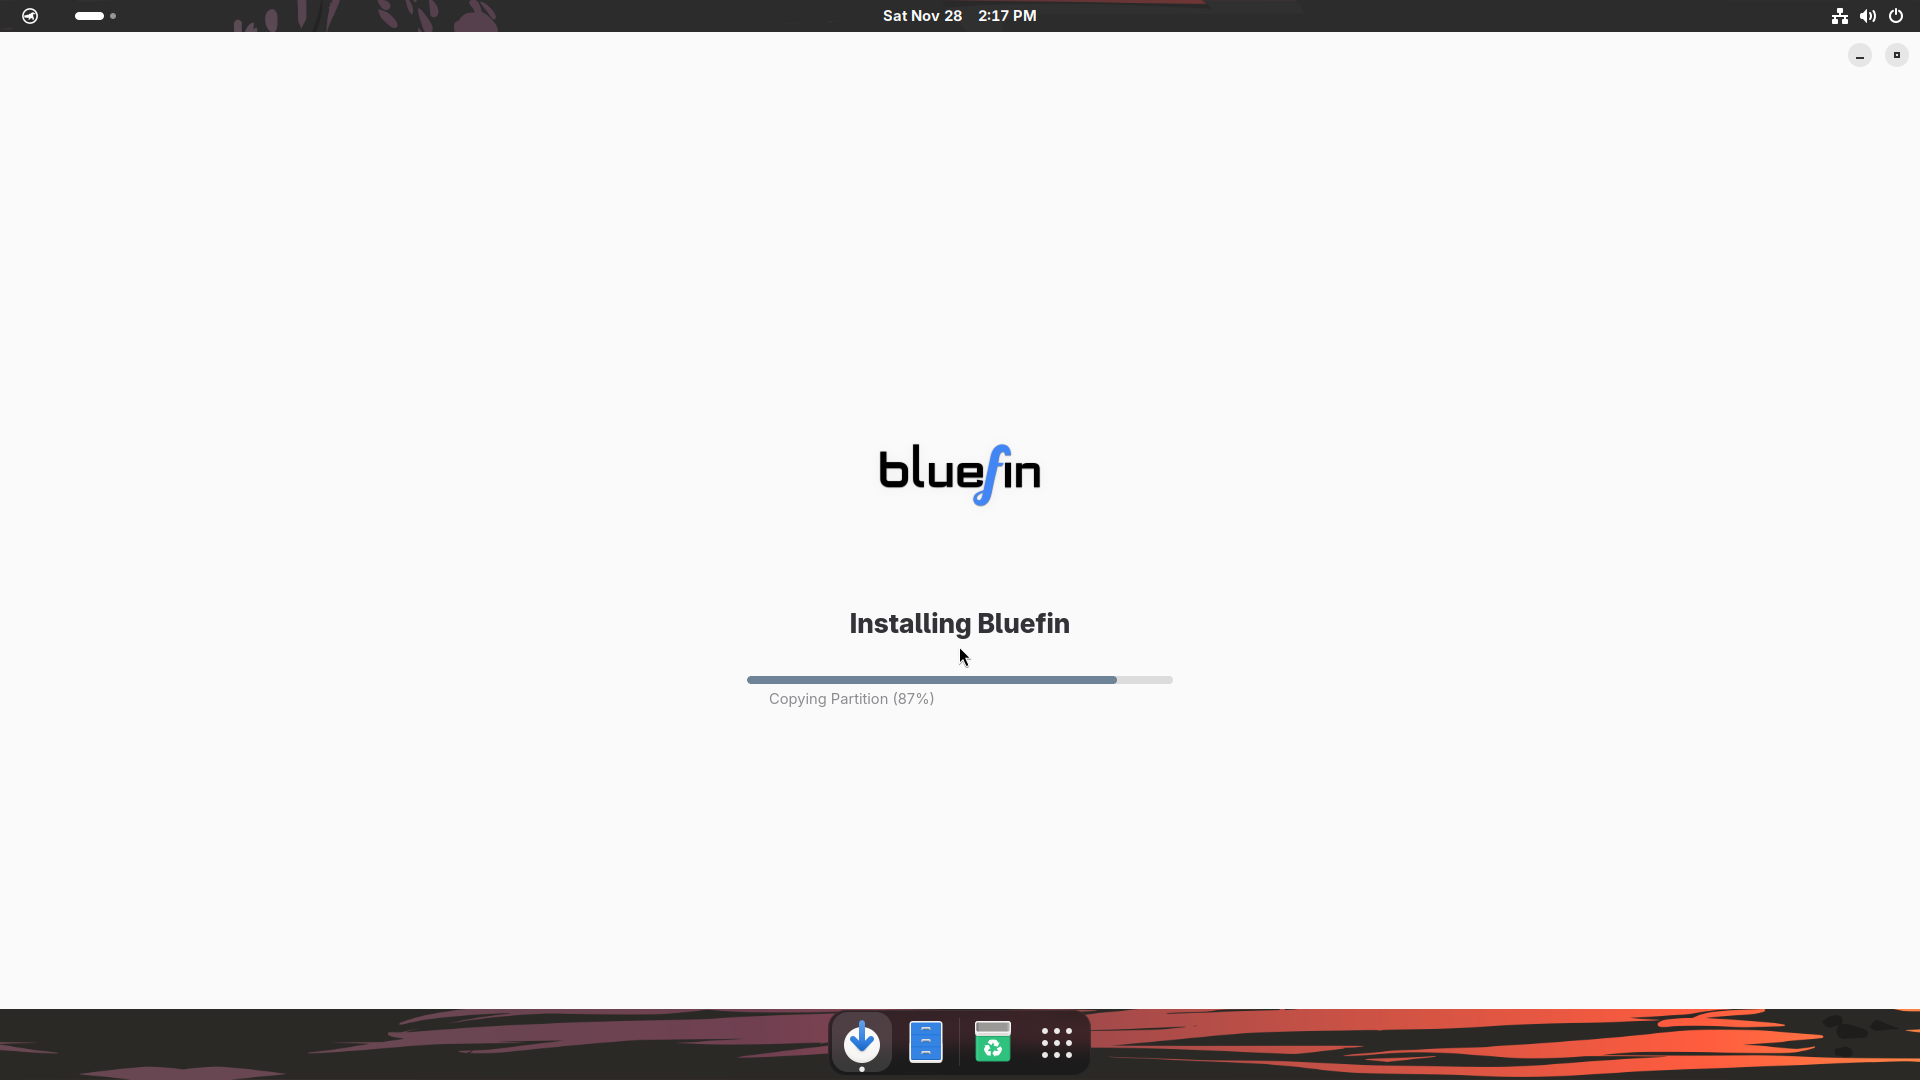 Sat Nov 28 2:17 PM
bluefin
Installing Bluefin
Copying Partition (87%)